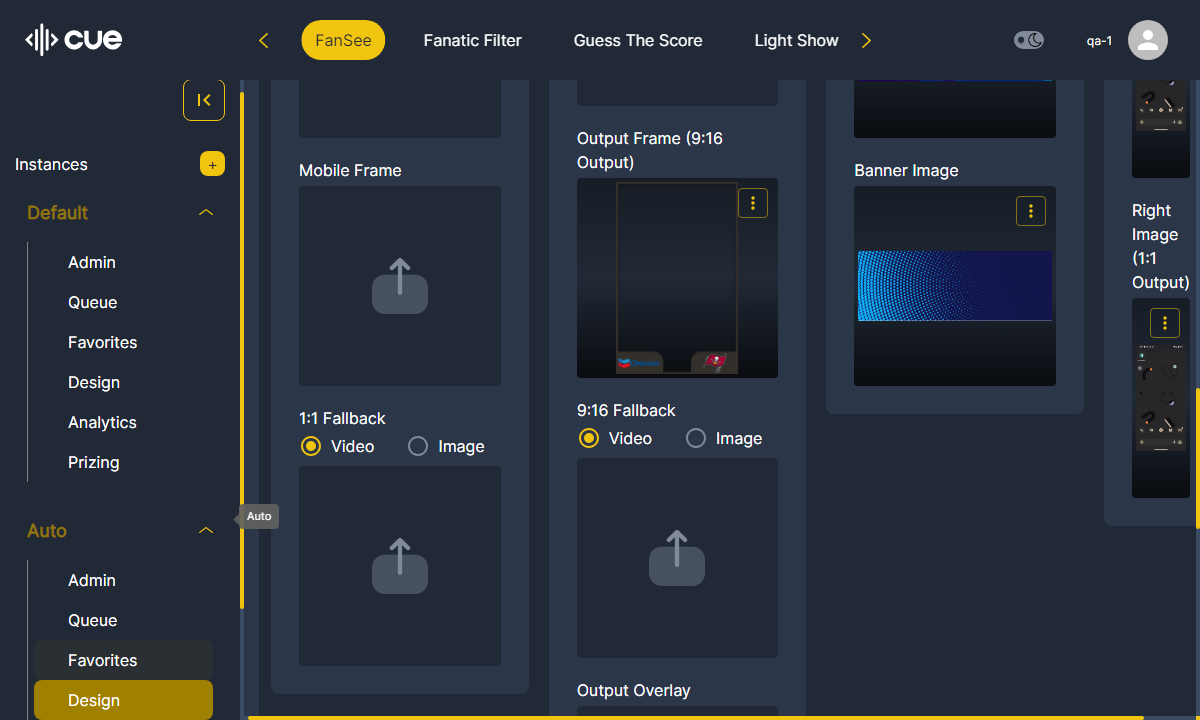 cue
FanSee
Fanatic Filter
Guess The Score
Light Show
qa-1
Instances
+
Default
Admin
Queue
Favorites
Design
Analytics
Prizing
Auto
Auto
Admin
Queue
Favorites
Design
Mobile Frame
1:1 Fallback
Video
Image
Output Frame (9:16
Output)
9:16 Fallback
Video
Image
Output Overlay
Banner Image
Right
Image
(1:1
Output)